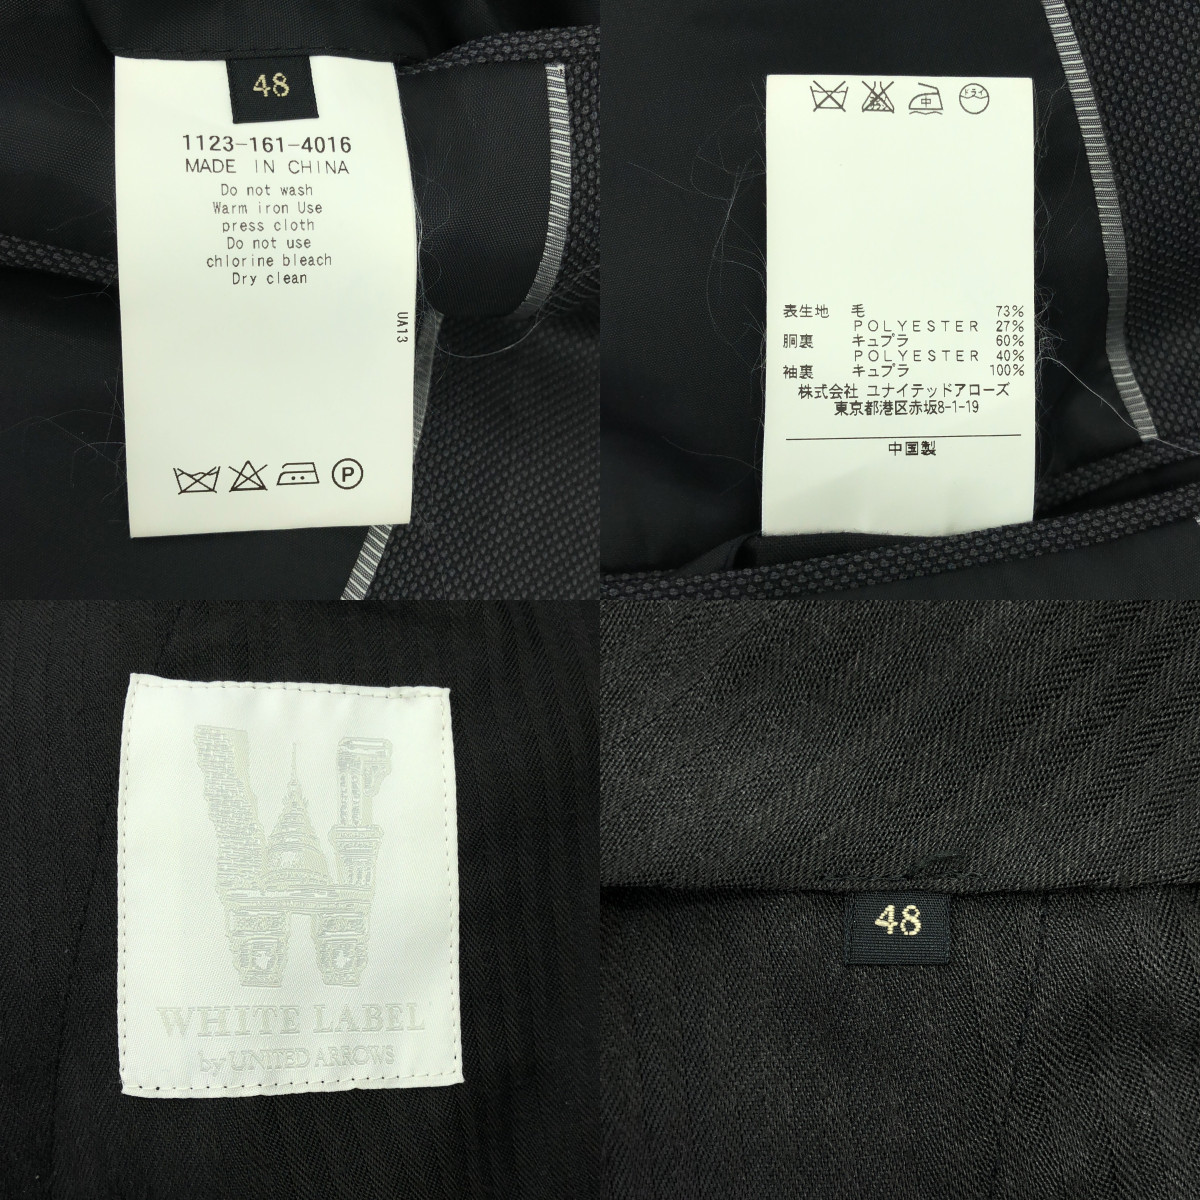 48
1123-161-4016
MADE IN CHINA
Do not wash
Warm iron Use
press cloth
Do not use
chlorine bleach
Dry clean
UA13
P
中
ドライ
表生地 毛 73%
POLYESTER 27%
胴裏 キュプラ 60%
POLYESTER 40%
袖裏 キュプラ 100%
株式会社 ユナイテッドアローズ
東京都港区赤坂8-1-19
中国製
WHITE LABEL
by UNITED ARROWS
48